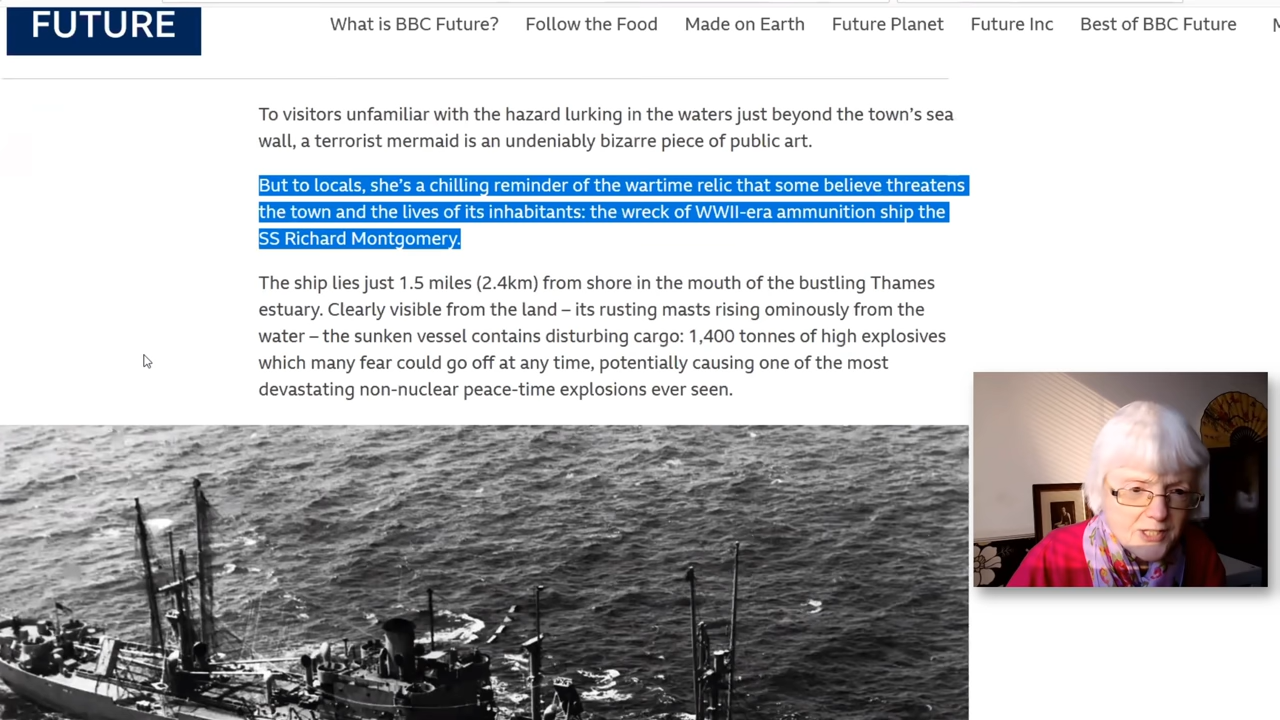 FUTURE
What is BBC Future? Follow the Food Made on Earth Future Planet Future Inc Best of BBC Future
To visitors unfamiliar with the hazard lurking in the waters just beyond the town’s sea
wall, a terrorist mermaid is an undeniably bizarre piece of public art.
But to locals, she’s a chilling reminder of the wartime relic that some believe threatens
the town and the lives of its inhabitants: the wreck of WWII-era ammunition ship the
SS Richard Montgomery.
The ship lies just 1.5 miles (2.4km) from shore in the mouth of the bustling Thames
estuary. Clearly visible from the land – its rusting masts rising ominously from the
water – the sunken vessel contains disturbing cargo: 1,400 tonnes of high explosives
which many fear could go off at any time, potentially causing one of the most
devastating non-nuclear peace-time explosions ever seen.